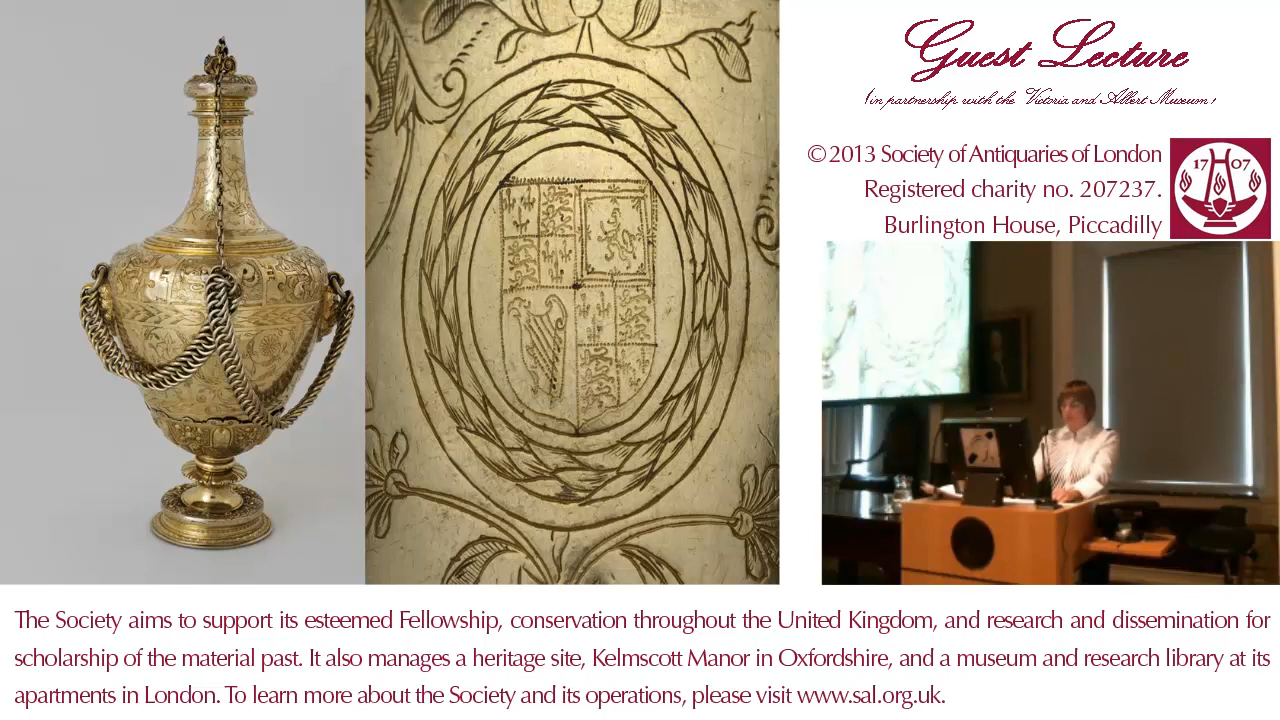 Guest Lecture
(in partnership with the Victoria and Albert Museum)
© 2013 Society of Antiquaries of London
Registered charity no. 207237.
Burlington House, Piccadilly
17 07
The Society aims to support its esteemed Fellowship, conservation throughout the United Kingdom, and research and dissemination for
scholarship of the material past. It also manages a heritage site, Kelmscott Manor in Oxfordshire, and a museum and research library at its
apartments in London. To learn more about the Society and its operations, please visit www.sal.org.uk.